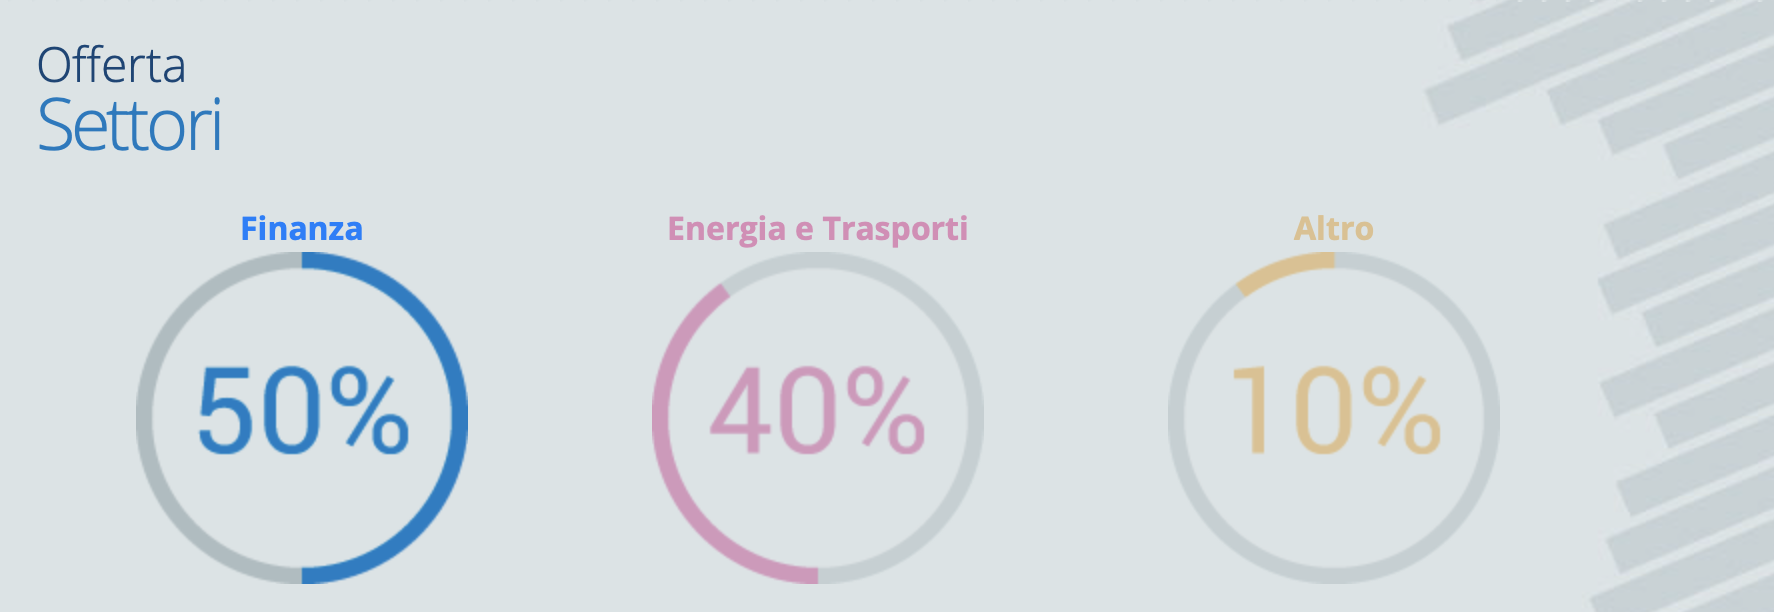 Offerta
Settori
Finanza
50%
Energia e Trasporti
40%
Altro
10%